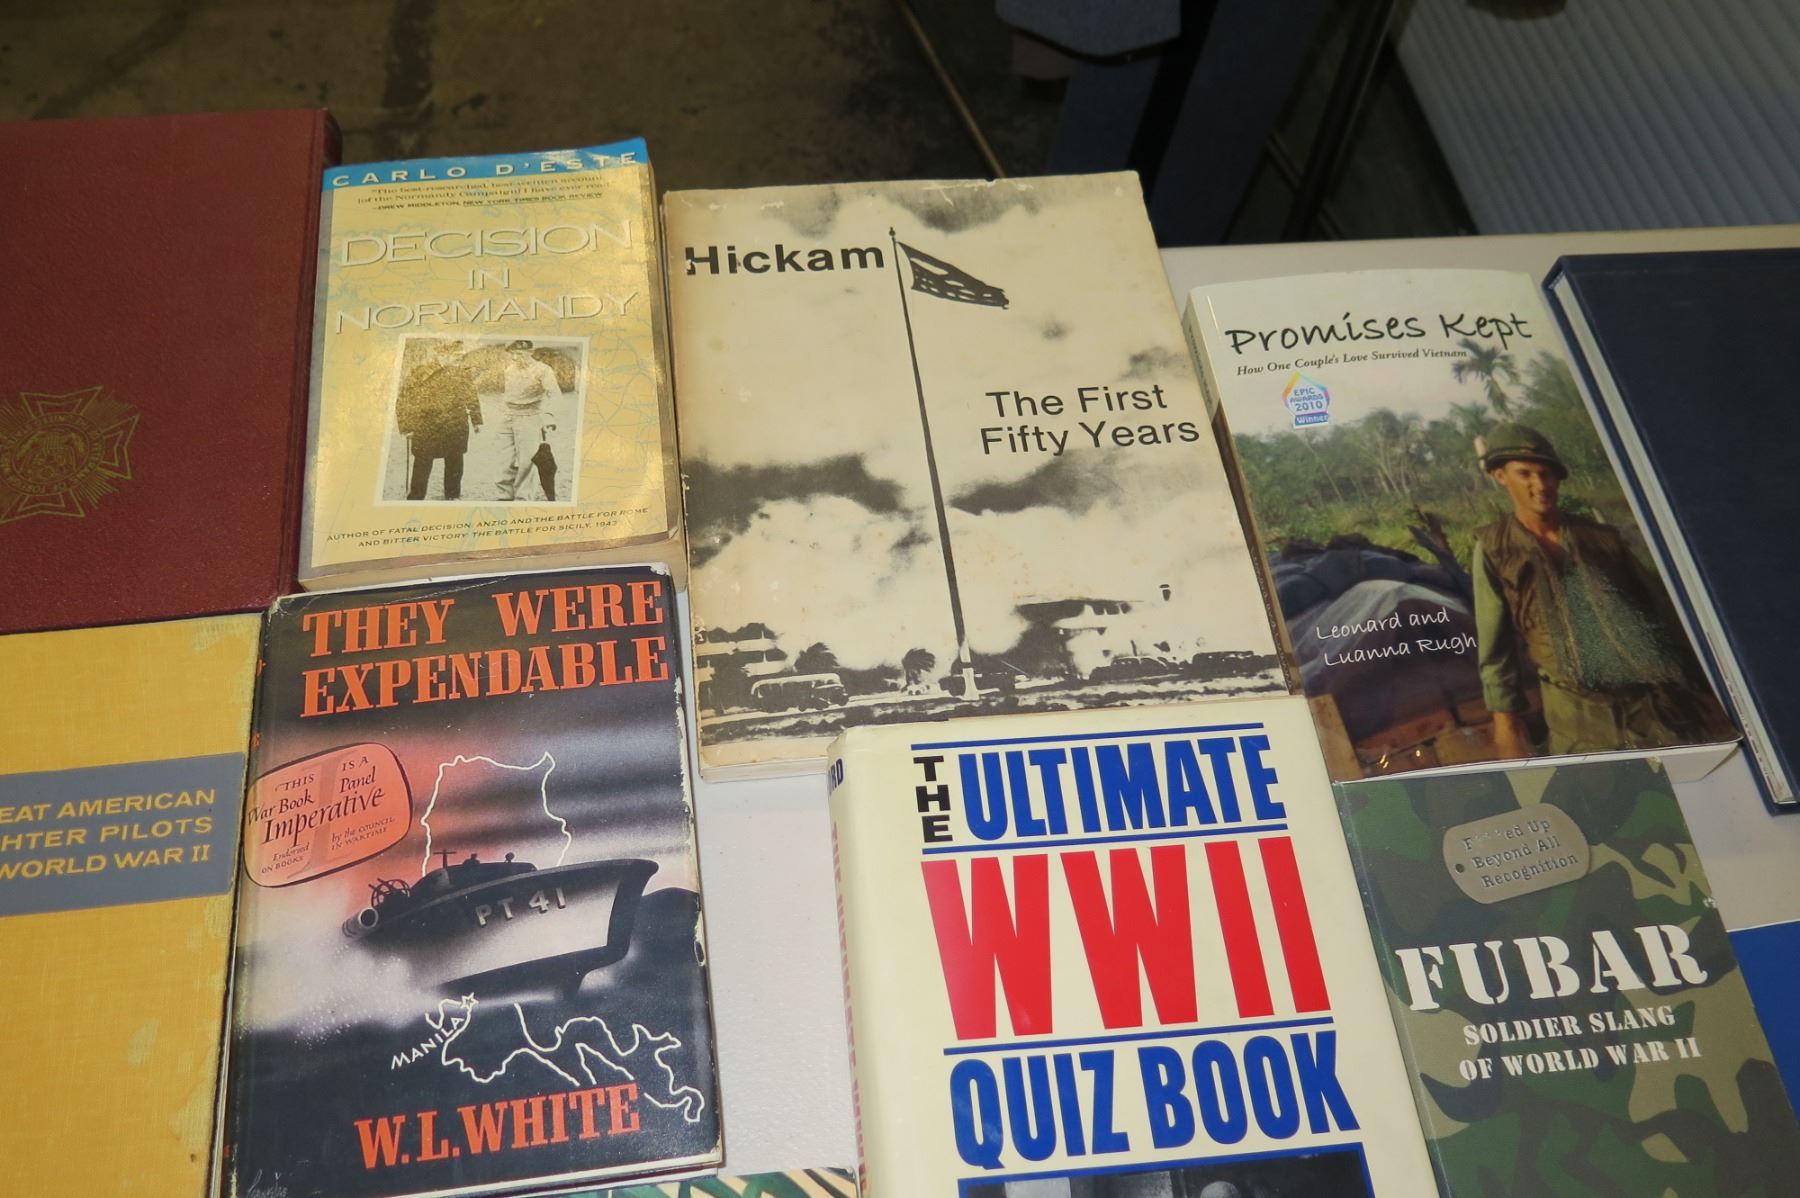 CARLO D'ESTE
"The best-researched, best-written account
[of the Normandy Campaign] I have ever read
—DREW MIDDLETON, NEW YORK TIMES BOOK REVIEW
DECISION
IN
NORMANDY
AUTHOR OF FATAL DECISION: ANZIO AND THE BATTLE FOR ROME
AND BITTER VICTORY: THE BATTLE FOR SICILY, 1943
Hickam
The First
Fifty Years
Promises Kept
How One Couple's Love Survived Vietnam
EPIC
AWARDS
2010
Winner
Leonard and
Luanna Rugh
EAT AMERICAN
HTER PILOTS
WORLD WAR II
THEY WERE
EXPENDABLE
THIS IS A
War Book Panel
Imperative
Endorsed by the COUNCIL
ON BOOKS IN WARTIME
PT 41
MANILA
W.L. WHITE
THE
ULTIMATE
WWII
QUIZ BOOK
F***ed Up
Beyond All
Recognition
FUBAR
SOLDIER SLANG
OF WORLD WAR II